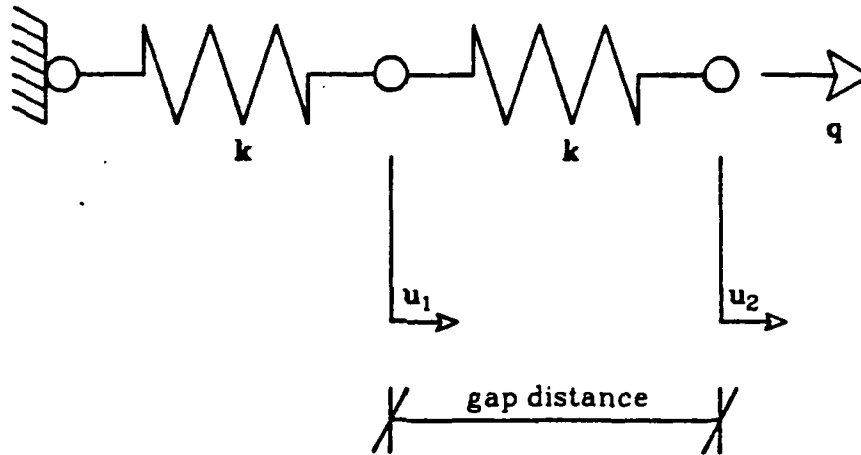 k k
q
u₁ u₂
gap distance